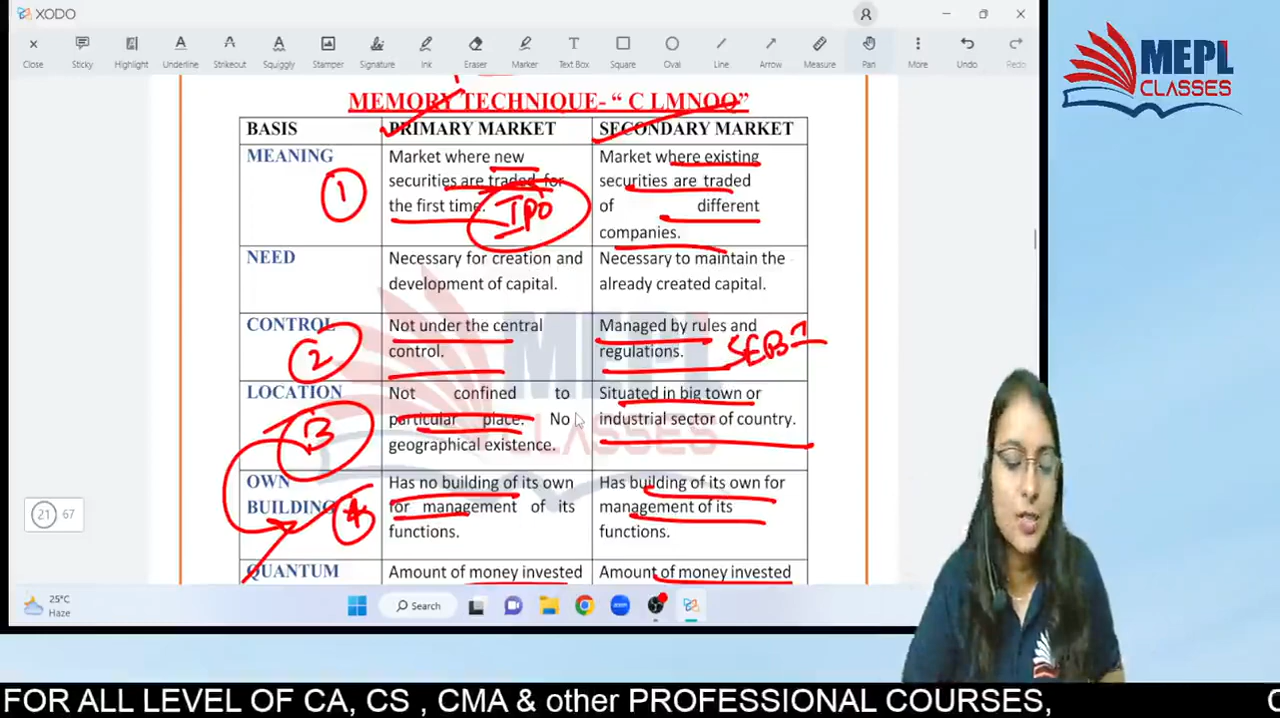 XODO
Close Sticky Highlight Underline Strikeout Squiggly Stamper Signature Ink Eraser Marker Text Box Square Oval Line Arrow Measure Pan More Undo Redo
MEPL
CLASSES
MEMORY TECHNIQUE- “ C LMNOO”
BASIS PRIMARY MARKET SECONDARY MARKET
MEANING Market where new Market where existing
securities are traded for securities are traded
the first time. of different
companies.
1
IPO
NEED Necessary for creation and Necessary to maintain the
development of capital. already created capital.
CONTROL Not under the central Managed by rules and
control. regulations.
2
SEBI
LOCATION Not confined to Situated in big town or
particular place. No industrial sector of country.
geographical existence.
3
OWN Has no building of its own Has building of its own for
BUILDING for management of its management of its
functions. functions.
4
QUANTUM Amount of money invested Amount of money invested
MEPL
CLASSES
21 67
25°C
Haze
Search
zoom
FOR ALL LEVEL OF CA, CS , CMA & other PROFESSIONAL COURSES, C